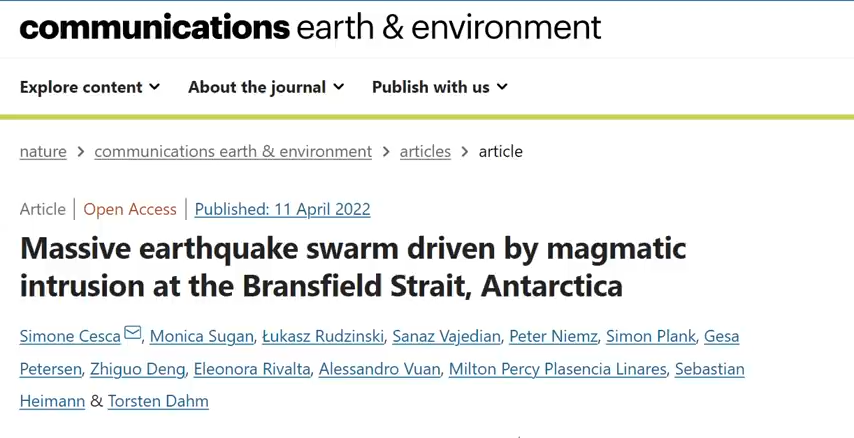 communications earth & environment
Explore content About the journal Publish with us
nature > communications earth & environment > articles > article
Article | Open Access | Published: 11 April 2022
Massive earthquake swarm driven by magmatic
intrusion at the Bransfield Strait, Antarctica
Simone Cesca, Monica Sugan, Łukasz Rudzinski, Sanaz Vajedian, Peter Niemz, Simon Plank, Gesa
Petersen, Zhiguo Deng, Eleonora Rivalta, Alessandro Vuan, Milton Percy Plasencia Linares, Sebastian
Heimann & Torsten Dahm